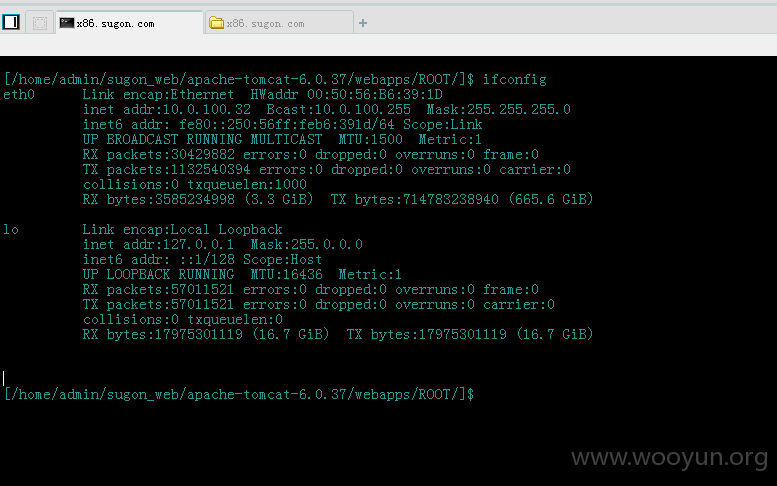 x86.sugon.com x86.sugon.com +
[/home/admin/sugon_web/apache-tomcat-6.0.37/webapps/ROOT/]$ ifconfig
eth0 Link encap:Ethernet HWaddr 00:50:56:B6:39:1D
inet addr:10.0.100.32 Bcast:10.0.100.255 Mask:255.255.255.0
inet6 addr: fe80::250:56ff:feb6:391d/64 Scope:Link
UP BROADCAST RUNNING MULTICAST MTU:1500 Metric:1
RX packets:30429882 errors:0 dropped:0 overruns:0 frame:0
TX packets:1132540394 errors:0 dropped:0 overruns:0 carrier:0
collisions:0 txqueuelen:1000
RX bytes:3585234998 (3.3 GiB) TX bytes:714783238940 (665.6 GiB)
lo Link encap:Local Loopback
inet addr:127.0.0.1 Mask:255.0.0.0
inet6 addr: ::1/128 Scope:Host
UP LOOPBACK RUNNING MTU:16436 Metric:1
RX packets:57011521 errors:0 dropped:0 overruns:0 frame:0
TX packets:57011521 errors:0 dropped:0 overruns:0 carrier:0
collisions:0 txqueuelen:0
RX bytes:17975301119 (16.7 GiB) TX bytes:17975301119 (16.7 GiB)
[/home/admin/sugon_web/apache-tomcat-6.0.37/webapps/ROOT/]$
www.wooyun.org